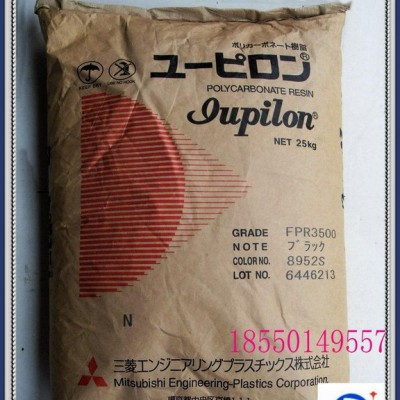 ポリカーボネート樹脂
ユーピロン®
POLYCARBONATE RESIN
Iupilon®
NET 25kg
GRADE FPR3500
NOTE ブラック
COLOR NO. 8952S
LOT NO. 6446213
18550149557
N
三菱エンジニアリングプラスチックス株式会社
Mitsubishi Engineering-Plastics Corporation